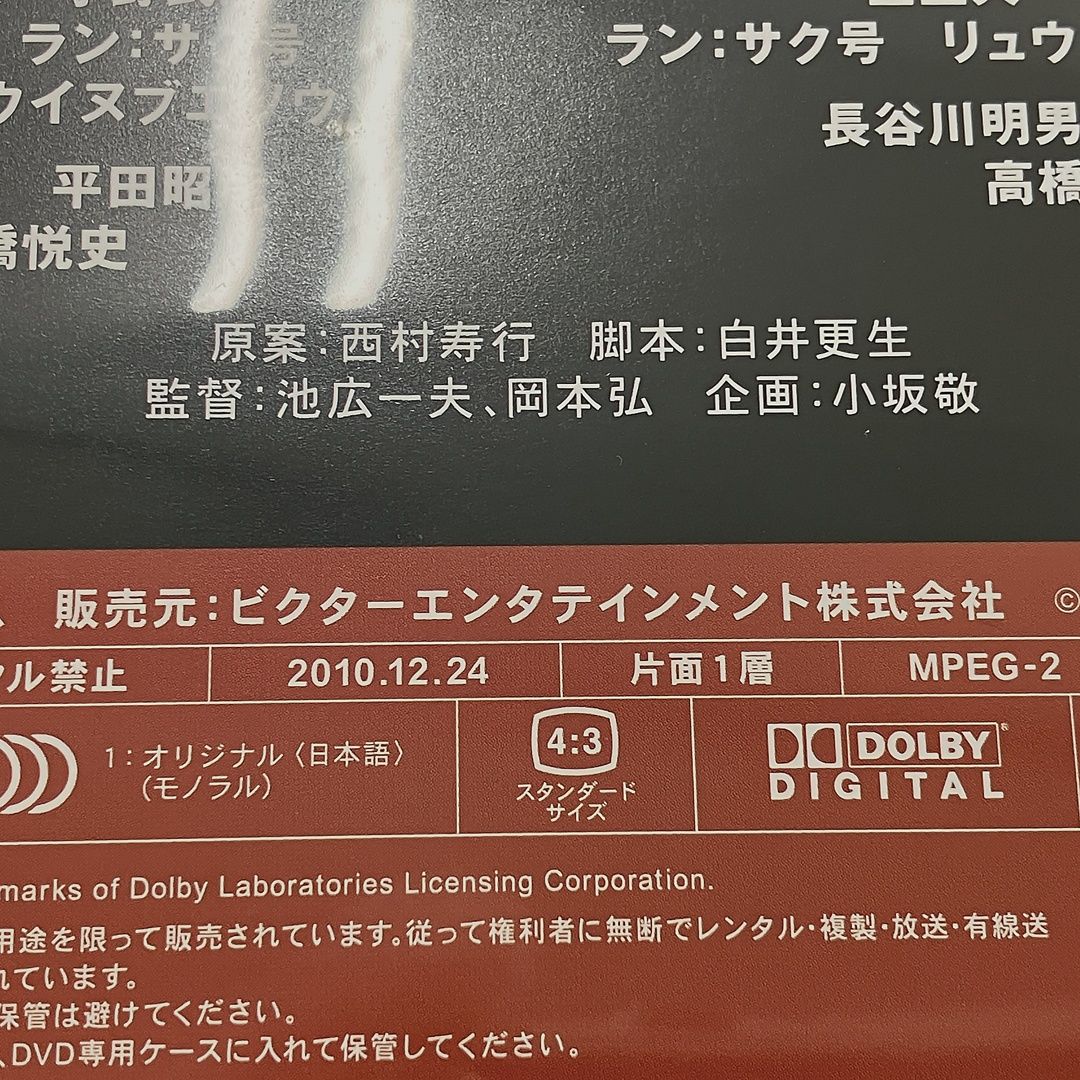 ラン:サ 号　ラン:サク号　リュウ
ウイヌブエソウ
長谷川明男
平田昭
高橋
橋悦史
原案:西村寿行　脚本:白井更生
監督:池広一夫、岡本弘　企画:小坂敬
販売元:ビクターエンタテインメント株式会社　©
ル禁止　2010.12.24　片面1層　MPEG-2
1:オリジナル〈日本語〉
(モノラル)
4:3
スタンダード
サイズ
DOLBY®
DIGITAL
marks of Dolby Laboratories Licensing Corporation.
用途を限って販売されています。従って権利者に無断でレンタル・複製・放送・有線送
れています。
保管は避けてください。
、DVD専用ケースに入れて保管してください。